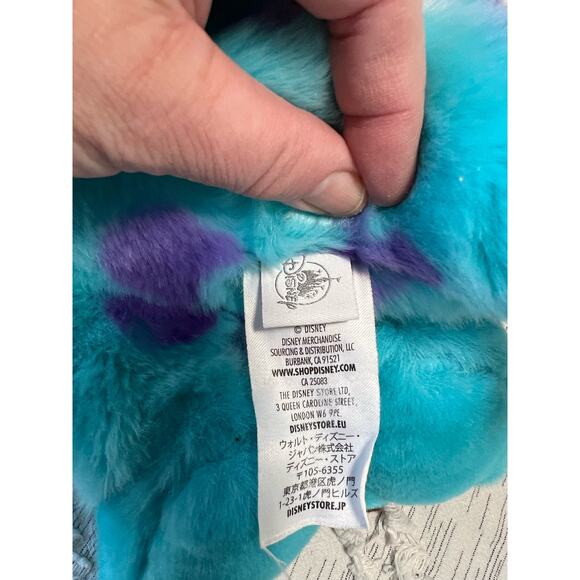 DISNEY
© DISNEY
DISNEY MERCHANDISE
SOURCING & DISTRIBUTION, LLC
BURBANK, CA 91521
WWW.SHOPDISNEY.COM
CA 25083
THE DISNEY STORE LTD,
3 QUEEN CAROLINE STREET,
LONDON W6 9PE.
DISNEYSTORE.EU
ウォルト・ディズニー・
ジャパン株式会社
ディズニー・ストア
〒105-6355
東京都港区虎ノ門
1-23-1虎ノ門ヒルズ
DISNEYSTORE.JP